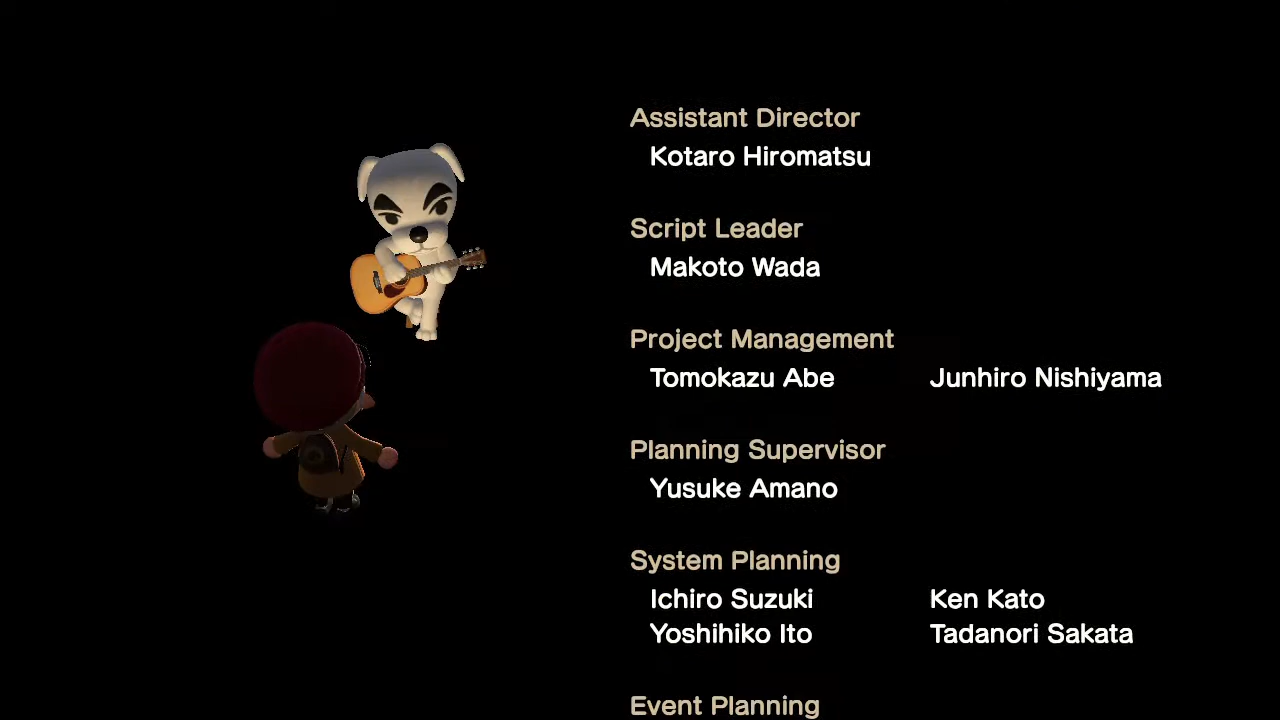 Assistant Director
Kotaro Hiromatsu
Script Leader
Makoto Wada
Project Management
Tomokazu Abe Junhiro Nishiyama
Planning Supervisor
Yusuke Amano
System Planning
Ichiro Suzuki Ken Kato
Yoshihiko Ito Tadanori Sakata
Event Planning